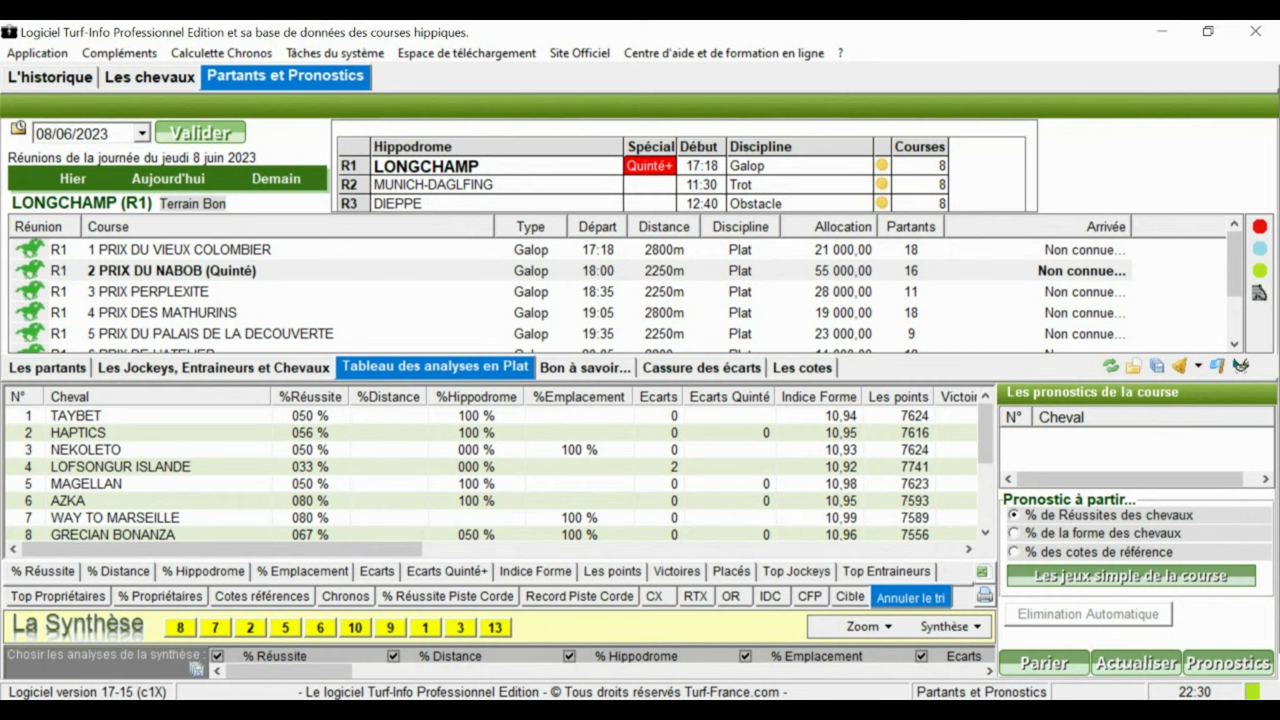 Logiciel Turf-Info Professionnel Edition et sa base de données des courses hippiques.
Application Compléments Calculette Chronos Tâches du système Espace de téléchargement Site Officiel Centre d'aide et de formation en ligne ?
L'historique Les chevaux Partants et Pronostics
08/06/2023 Valider
Réunions de la journée du jeudi 8 juin 2023
Hier Aujourd'hui Demain
LONGCHAMP (R1) Terrain Bon
Hippodrome Spécial Début Discipline Courses
R1 LONGCHAMP Quinté+ 17:18 Galop 8
R2 MUNICH-DAGLFING 11:30 Trot 8
R3 DIEPPE 12:40 Obstacle 8
Réunion Course Type Départ Distance Discipline Allocation Partants Arrivée
R1 1 PRIX DU VIEUX COLOMBIER Galop 17:18 2800m Plat 21 000,00 18 Non connue...
R1 2 PRIX DU NABOB (Quinté) Galop 18:00 2250m Plat 55 000,00 16 Non connue...
R1 3 PRIX PERPLEXITE Galop 18:35 2250m Plat 28 000,00 11 Non connue...
R1 4 PRIX DES MATHURINS Galop 19:05 2800m Plat 19 000,00 18 Non connue...
R1 5 PRIX DU PALAIS DE LA DECOUVERTE Galop 19:35 2250m Plat 23 000,00 9 Non connue...
Les partants Les Jockeys, Entraineurs et Chevaux Tableau des analyses en Plat Bon à savoir... Cassure des écarts Les cotes
N° Cheval %Réussite %Distance %Hippodrome %Emplacement Ecarts Ecarts Quinté Indice Forme Les points Victoir
1 TAYBET 050 % 100 % 0 10,94 7624
2 HAPTICS 056 % 100 % 0 0 10,95 7616
3 NEKOLETO 050 % 000 % 100 % 0 10,93 7624
4 LOFSONGUR ISLANDE 033 % 000 % 2 10,92 7741
5 MAGELLAN 050 % 100 % 0 0 10,98 7623
6 AZKA 080 % 100 % 0 0 10,95 7593
7 WAY TO MARSEILLE 080 % 100 % 0 10,99 7589
8 GRECIAN BONANZA 067 % 050 % 100 % 0 0 10,96 7556
Les pronostics de la course
N° Cheval
Pronostic à partir...
% de Réussites des chevaux
% de la forme des chevaux
% des cotes de référence
Les jeux simple de la course
Elimination Automatique
Parier Actualiser Pronostics
% Réussite % Distance % Hippodrome % Emplacement Ecarts Ecarts Quinté+ Indice Forme Les points Victoires Placés Top Jockeys Top Entraineurs
Top Propriétaires % Propriétaires Cotes références Chronos % Réussite Piste Corde Record Piste Corde CX RTX OR IDC CFP Cible Annuler le tri
La Synthèse 8 7 2 5 6 10 9 1 3 13 Zoom Synthèse
Chosir les analyses de la synthèse : % Réussite % Distance % Hippodrome % Emplacement Ecarts
Logiciel version 17-15 (c1X) - Le logiciel Turf-Info Professionnel Edition - © Tous droits réservés Turf-France.com - Partants et Pronostics 22:30